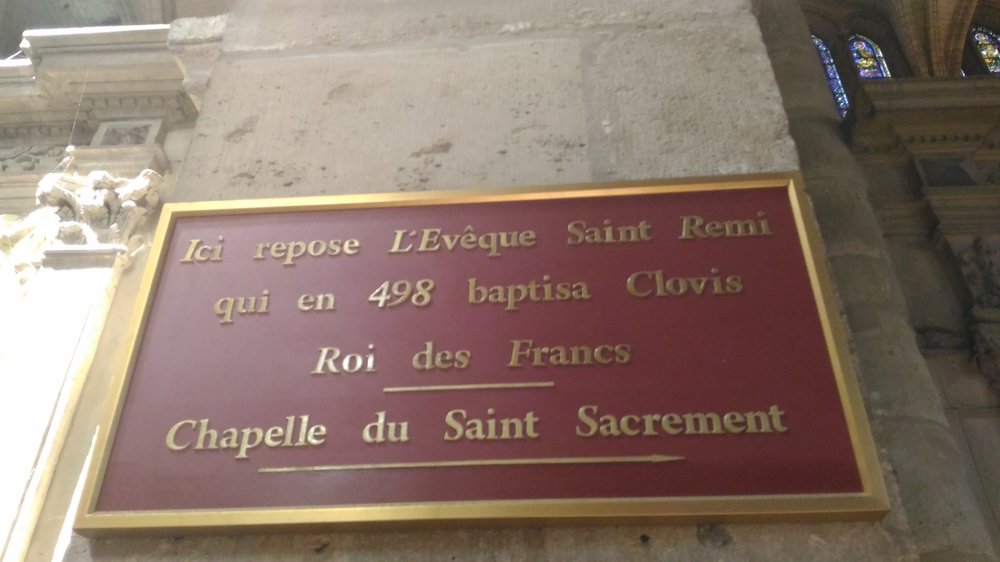 Ici repose L'Evêque Saint Remi
qui en 498 baptisa Clovis
Roi des Francs
Chapelle du Saint Sacrement